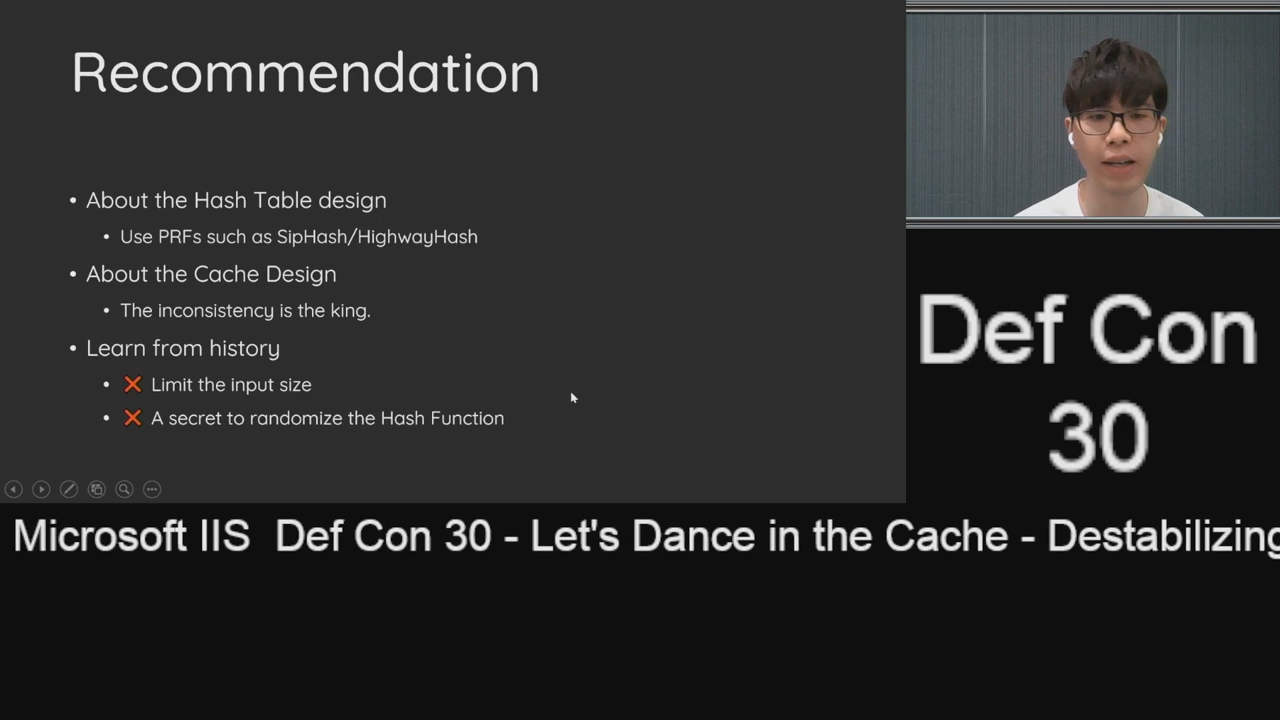 Recommendation
• About the Hash Table design
• Use PRFs such as SipHash/HighwayHash
• About the Cache Design
• The inconsistency is the king.
• Learn from history
• ❌ Limit the input size
• ❌ A secret to randomize the Hash Function
Def Con
30
Microsoft IIS Def Con 30 - Let's Dance in the Cache - Destabilizing